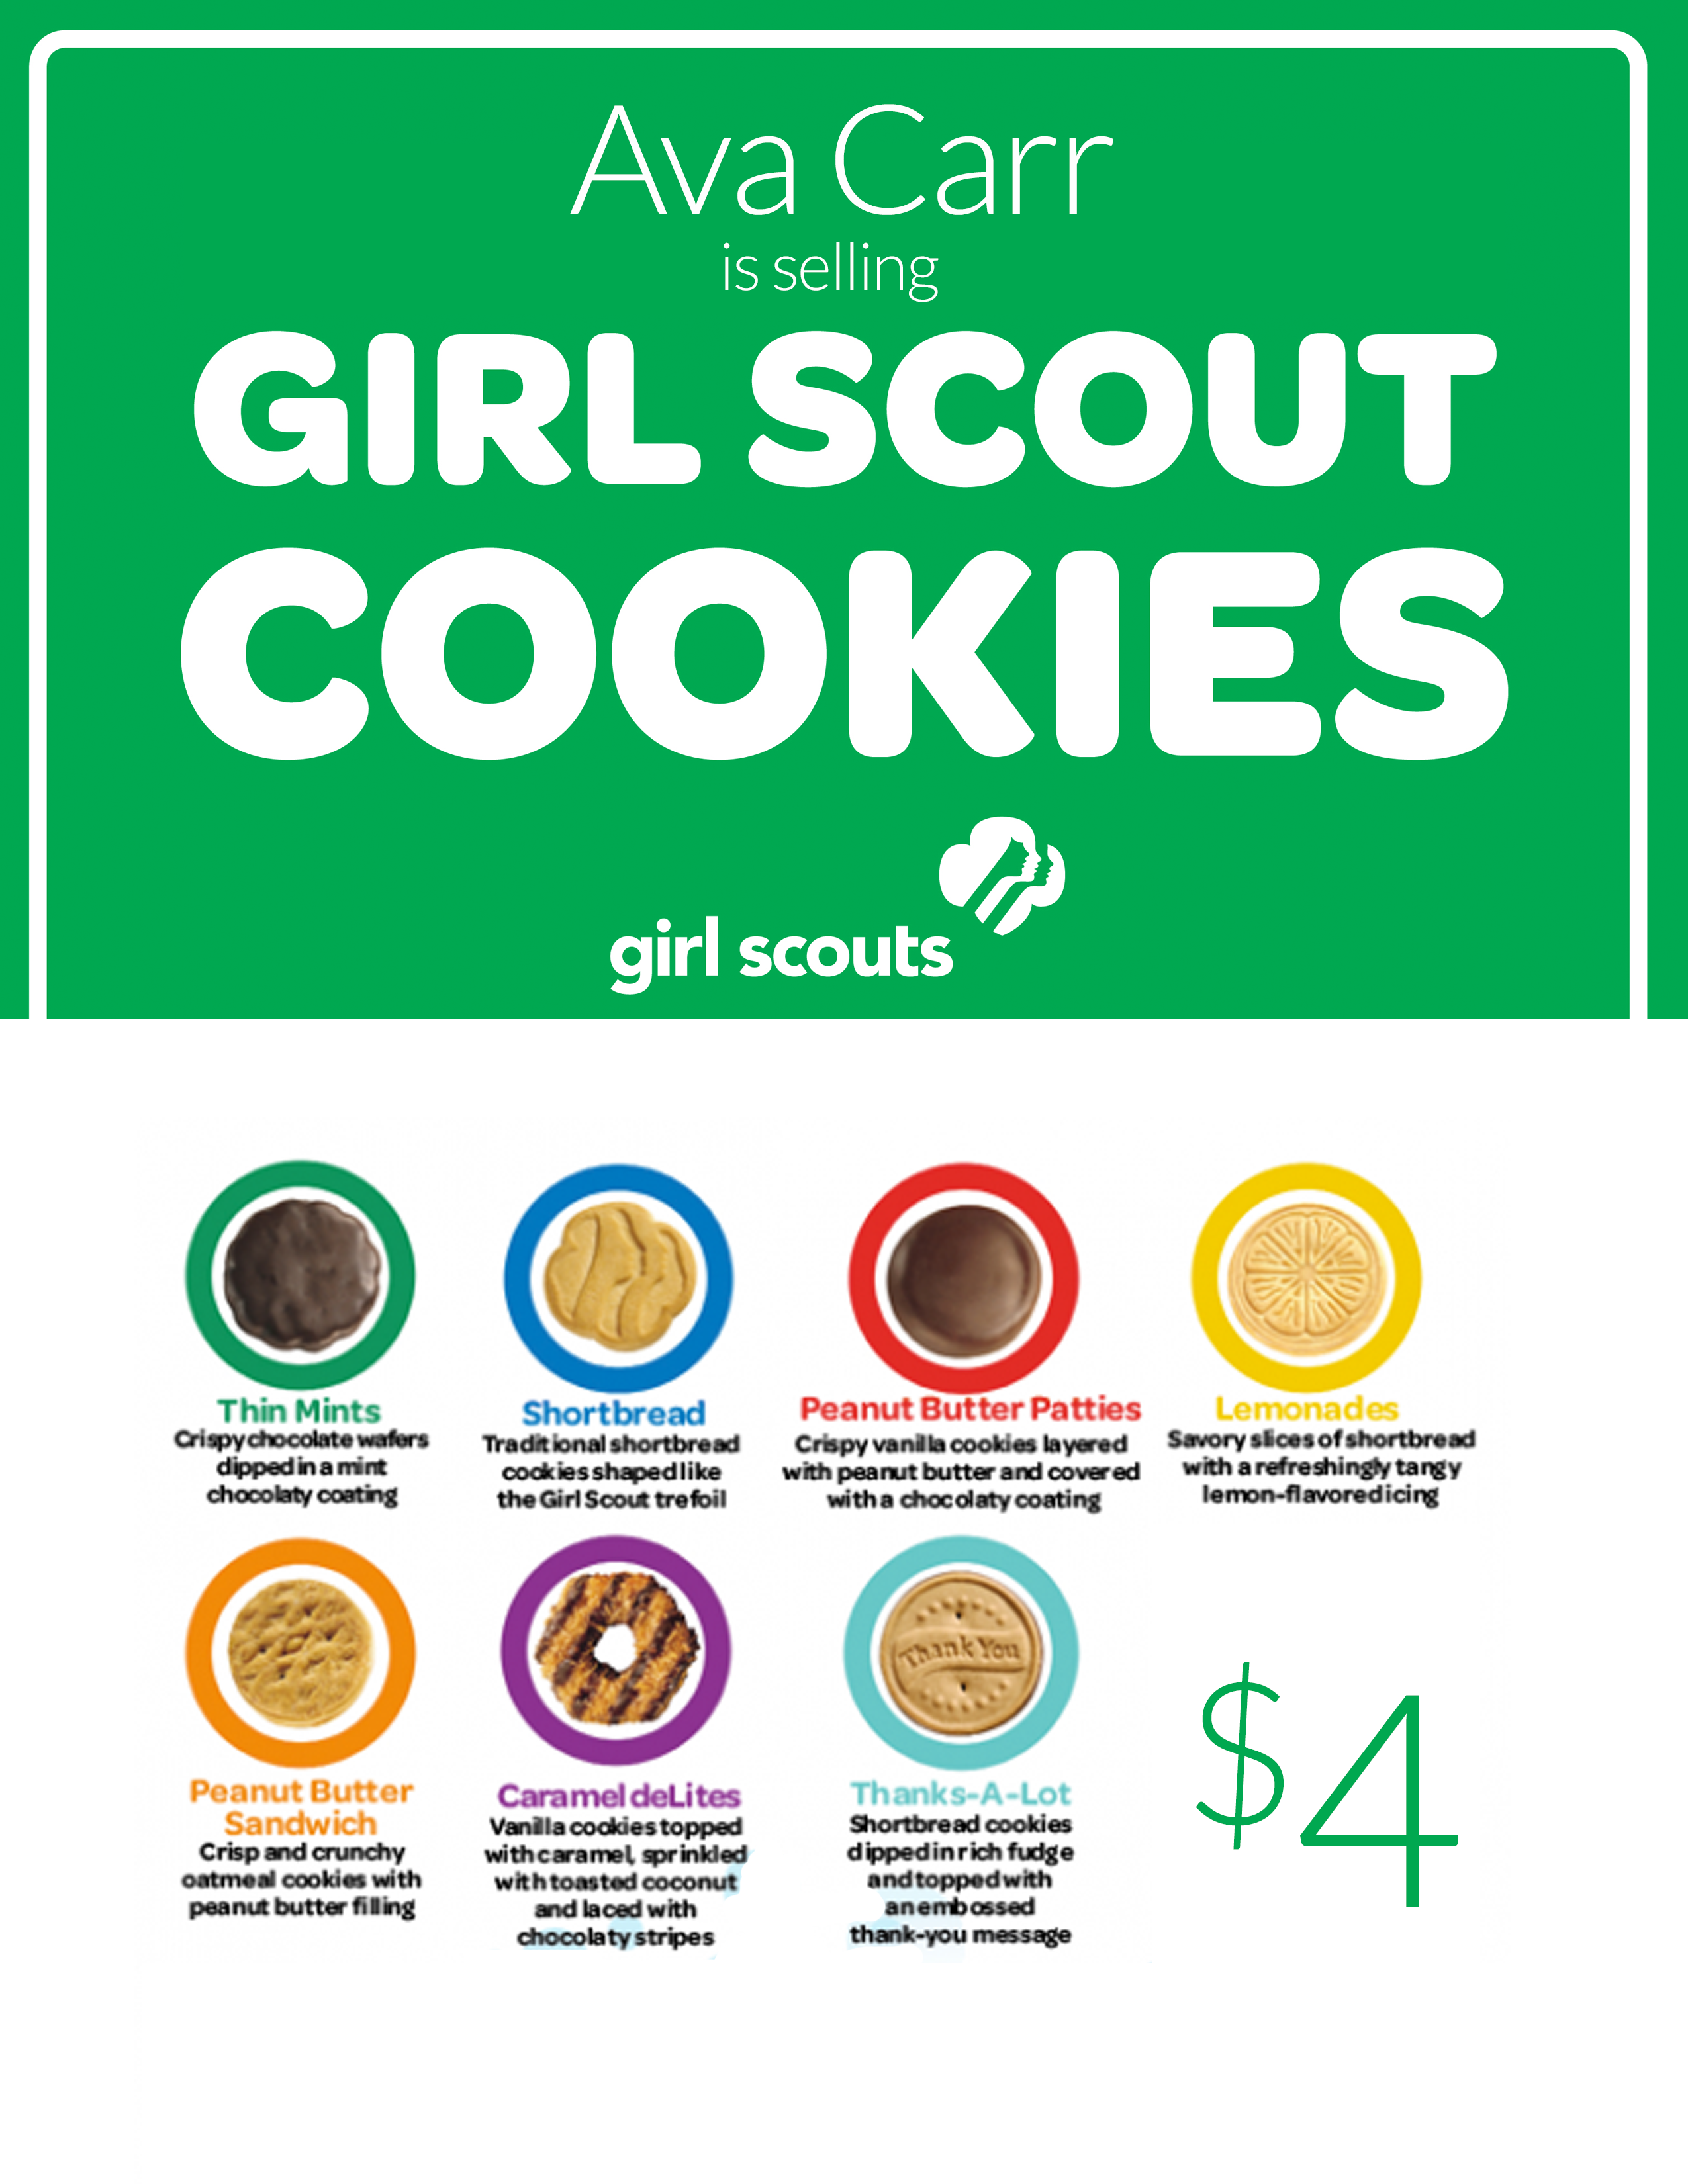 Ava Carr
is selling
GIRL SCOUT
COOKIES
girl scouts
Thin Mints
Crispy chocolate wafers
dipped in a mint
chocolaty coating
Shortbread
Traditional shortbread
cookies shaped like
the Girl Scout trefoil
Peanut Butter Patties
Crispy vanilla cookies layered
with peanut butter and covered
with a chocolaty coating
Lemonades
Savory slices of shortbread
with a refreshingly tangy
lemon-flavored icing
Peanut Butter
Sandwich
Crisp and crunchy
oatmeal cookies with
peanut butter filling
Caramel deLites
Vanilla cookies topped
with caramel, sprinkled
with toasted coconut
and laced with
chocolaty stripes
Thank You
Thanks-A-Lot
Shortbread cookies
dipped in rich fudge
and topped with
an embossed
thank-you message
$4